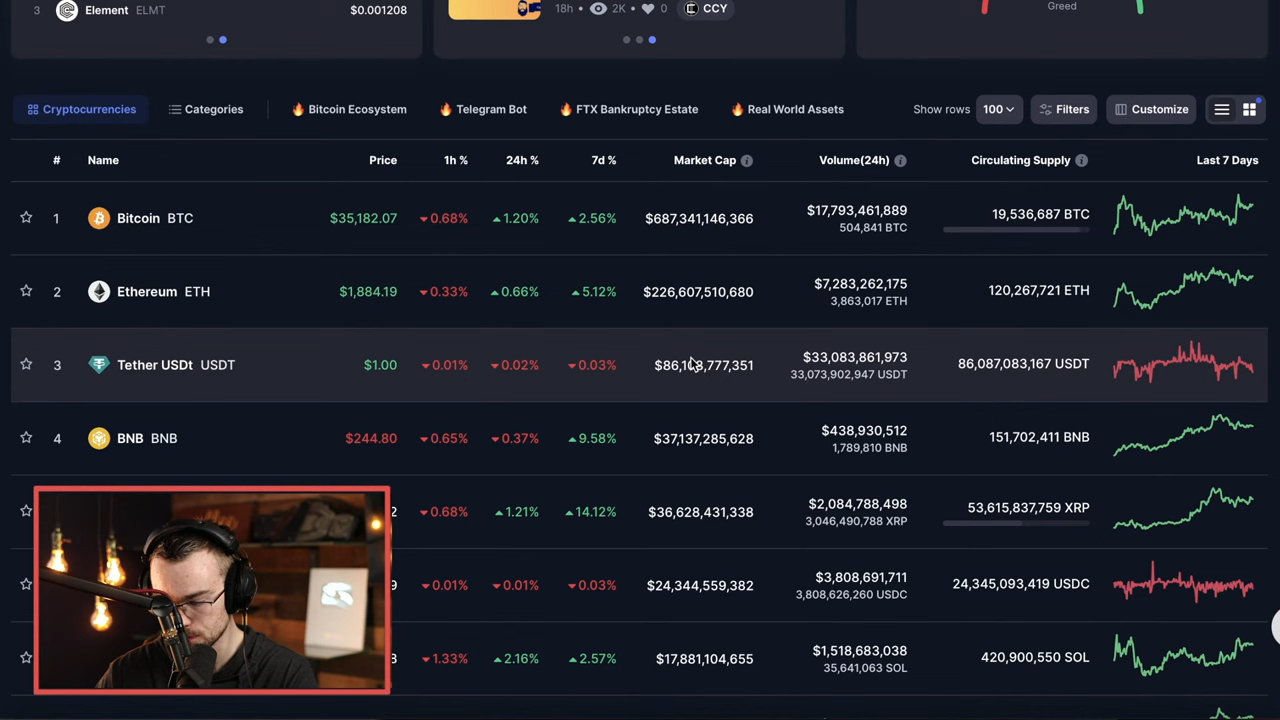 3 Element ELMT $0.001208
18h • 2K • 0 CCY
Greed
Cryptocurrencies Categories Bitcoin Ecosystem Telegram Bot FTX Bankruptcy Estate Real World Assets Show rows 100 Filters Customize
# Name Price 1h % 24h % 7d % Market Cap Volume(24h) Circulating Supply Last 7 Days
1 Bitcoin BTC $35,182.07 0.68% 1.20% 2.56% $687,341,146,366 $17,793,461,889 19,536,687 BTC
504,841 BTC
2 Ethereum ETH $1,884.19 0.33% 0.66% 5.12% $226,607,510,680 $7,283,262,175 120,267,721 ETH
3,863,017 ETH
3 Tether USDt USDT $1.00 0.01% 0.02% 0.03% $33,083,861,973 86,087,083,167 USDT
33,073,902,947 USDT
4 BNB BNB $244.80 0.65% 0.37% 9.58% $37,137,285,628 $438,930,512 151,702,411 BNB
1,789,810 BNB
2 0.68% 1.21% 14.12% $36,628,431,338 $2,084,788,498 53,615,837,759 XRP
3,046,490,788 XRP
9 0.01% 0.01% 0.03% $24,344,559,382 $3,808,691,711 24,345,093,419 USDC
3,808,626,260 USDC
3 1.33% 2.16% 2.57% $17,881,104,655 $1,518,683,038 420,900,550 SOL
35,641,063 SOL